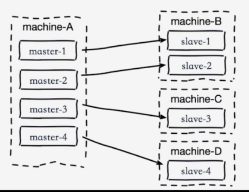 machine-A
master-1
master-2
master-3
master-4
machine-B
slave-1
slave-2
machine-C
slave-3
machine-D
slave-4